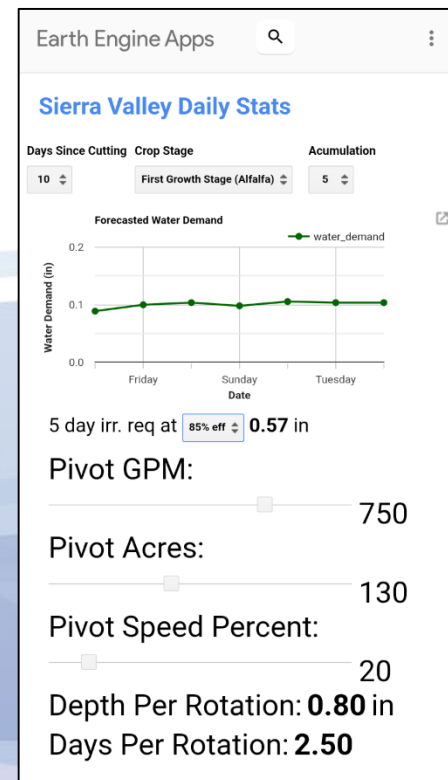 Earth Engine Apps
Sierra Valley Daily Stats
Days Since Cutting Crop Stage Acumulation
10 First Growth Stage (Alfalfa) 5
Forecasted Water Demand
water_demand
Water Demand (in)
0.2
0.1
0.0
Friday Sunday Tuesday
Date
5 day irr. req at 85% eff 0.57 in
Pivot GPM:
750
Pivot Acres:
130
Pivot Speed Percent:
20
Depth Per Rotation: 0.80 in
Days Per Rotation: 2.50